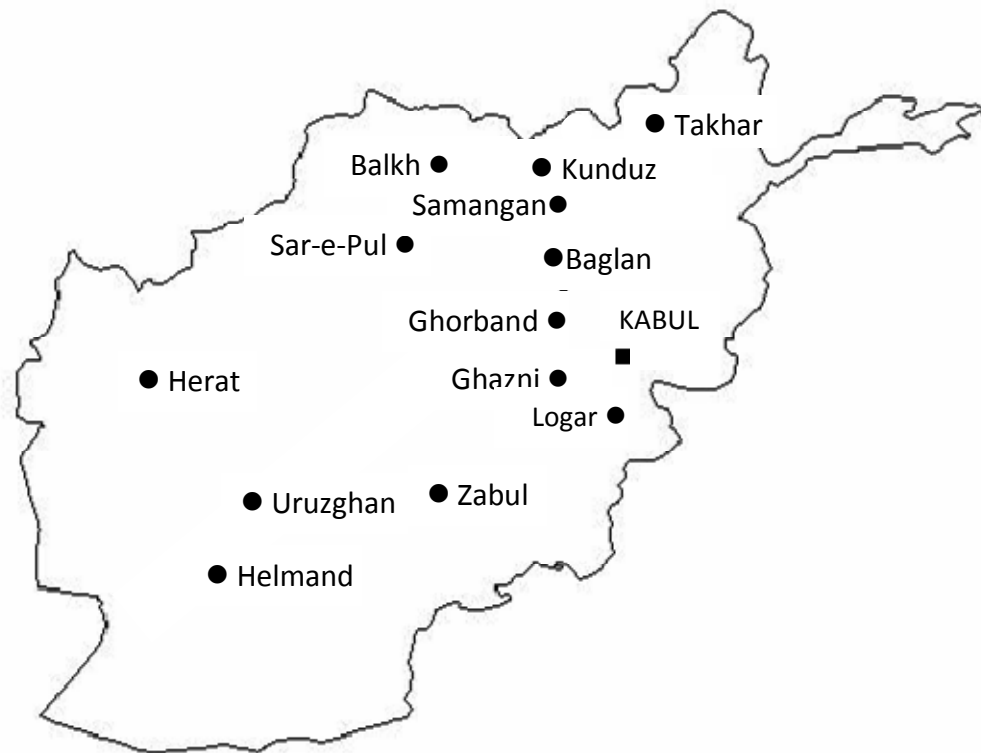 Takhar
Balkh
Kunduz
Samangan
Sar-e-Pul
Baglan
Ghorband
KABUL
Herat
Ghazni
Logar
Uruzghan
Zabul
Helmand